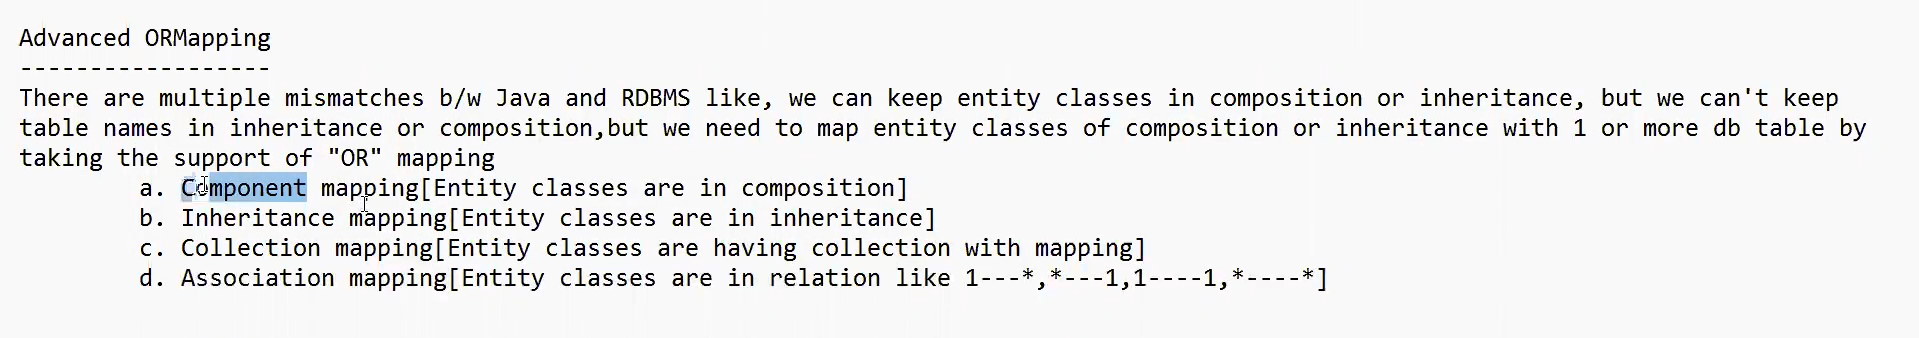 Advanced ORMapping
------------------
There are multiple mismatches b/w Java and RDBMS like, we can keep entity classes in composition or inheritance, but we can't keep
table names in inheritance or composition,but we need to map entity classes of composition or inheritance with 1 or more db table by
taking the support of "OR" mapping
a. Component mapping[Entity classes are in composition]
b. Inheritance mapping[Entity classes are in inheritance]
c. Collection mapping[Entity classes are having collection with mapping]
d. Association mapping[Entity classes are in relation like 1---*,*---1,1----1,*----*]